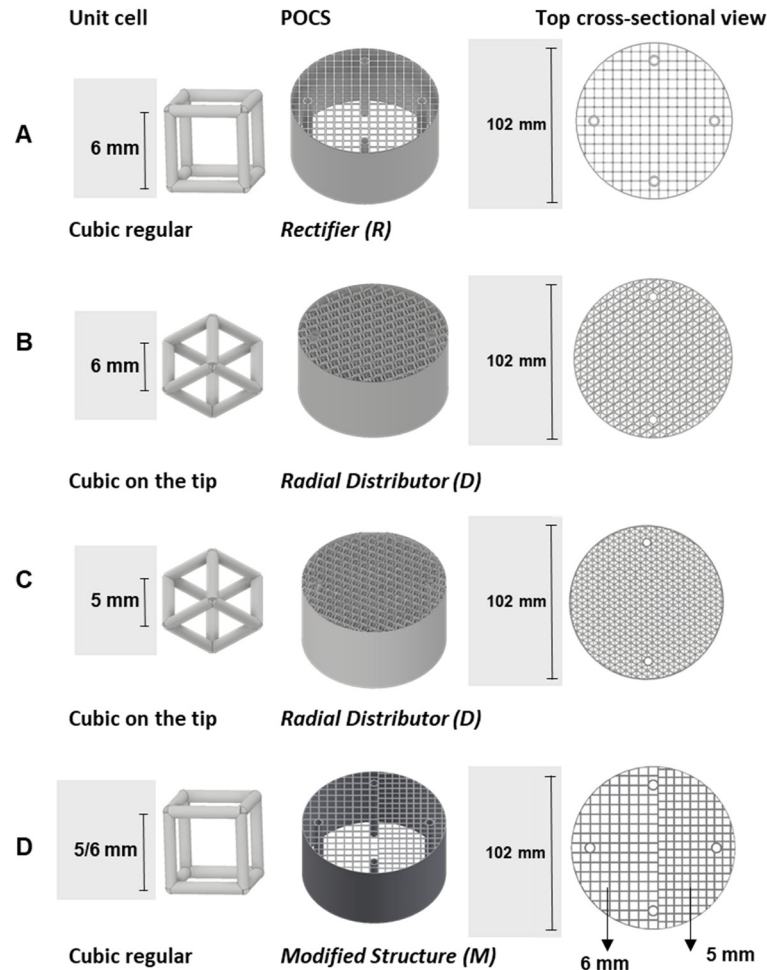 Unit cell POCS Top cross-sectional view
A
6 mm
102 mm
Cubic regular Rectifier (R)
B
6 mm
102 mm
Cubic on the tip Radial Distributor (D)
C
5 mm
102 mm
Cubic on the tip Radial Distributor (D)
D
5/6 mm
102 mm
Cubic regular Modified Structure (M)
6 mm 5 mm